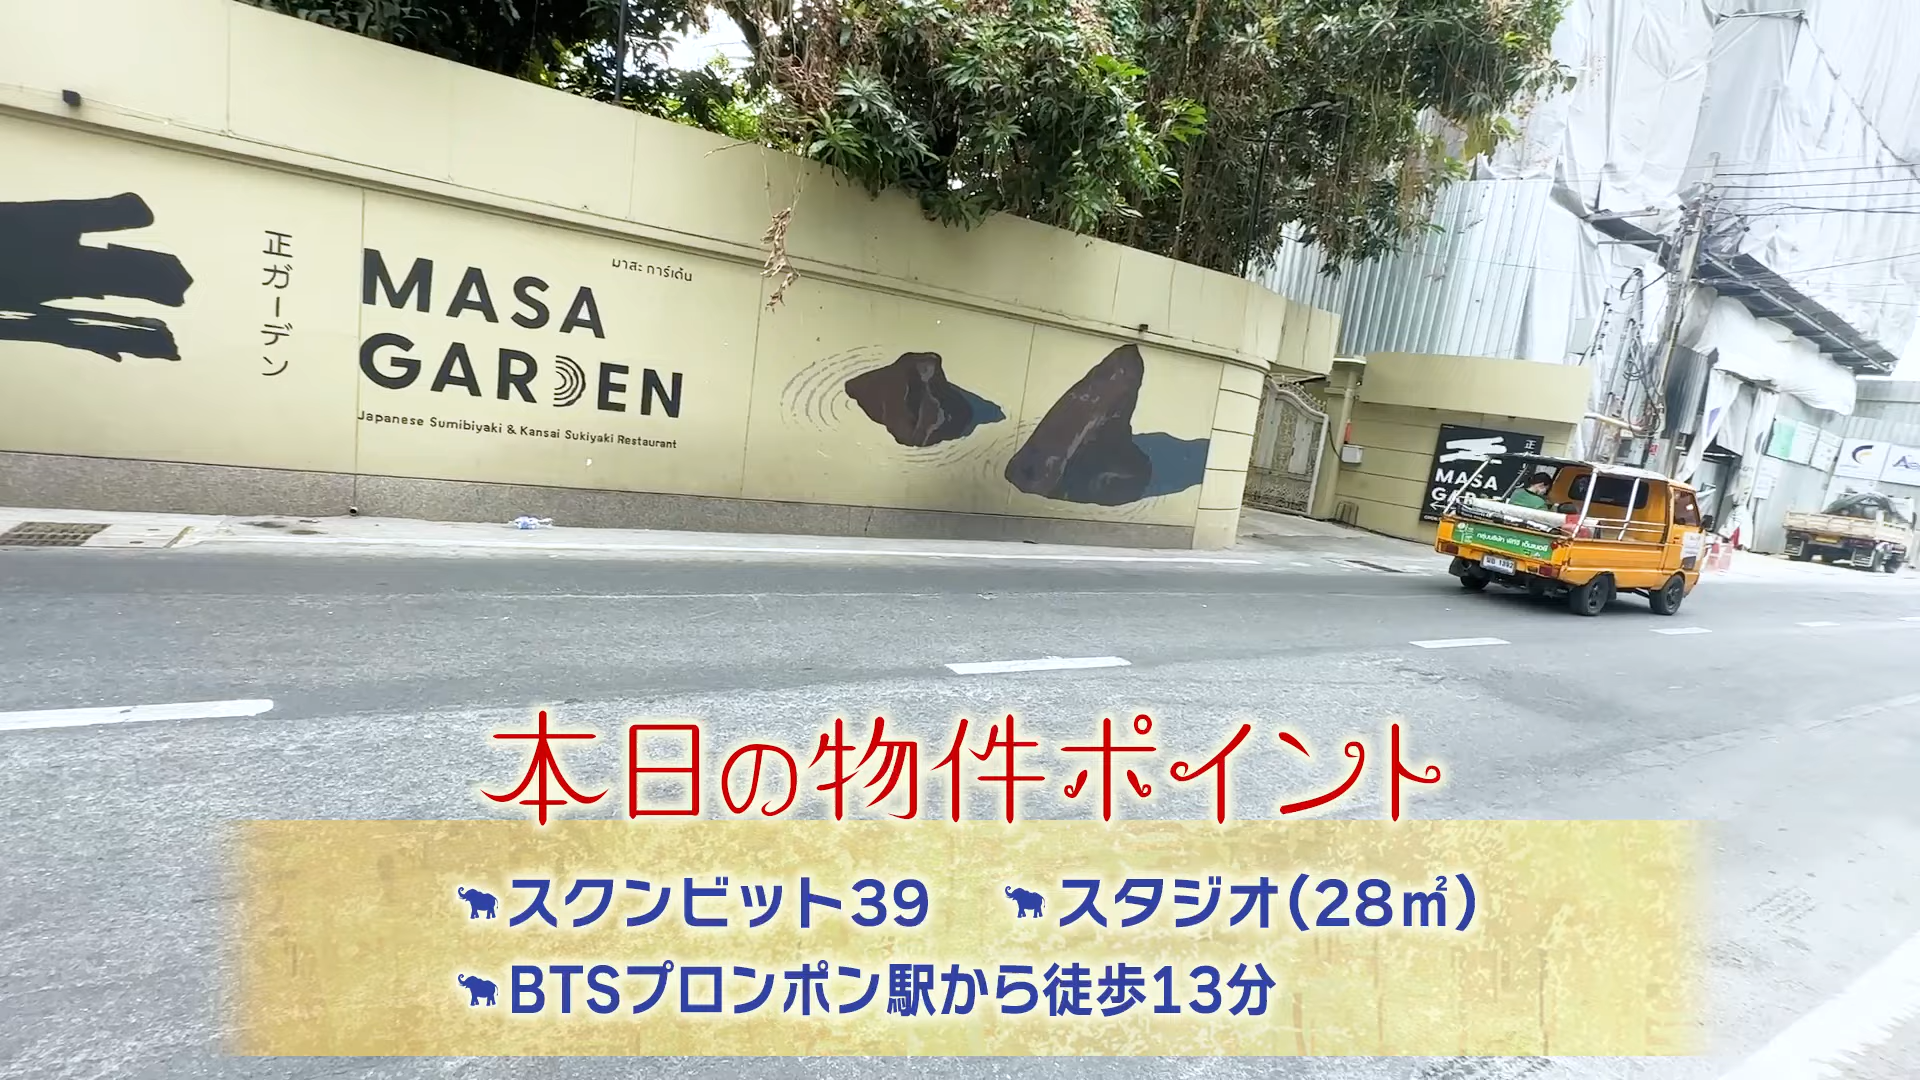 正ガーデン
MASA
มาสะ การ์เด้น
GARDEN
Japanese Sumibiyaki & Kansai Sukiyaki Restaurant
MASA
本日の物件ポイント
スクンビット39
スタジオ(28㎡)
BTSプロンポン駅から徒歩13分